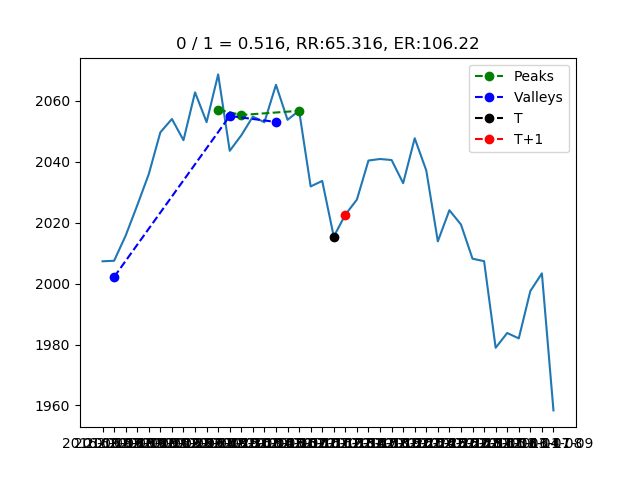 0 / 1 = 0.516, RR:65.316, ER:106.22
Peaks
Valleys
T
T+1
2060
2040
2020
2000
1980
1960